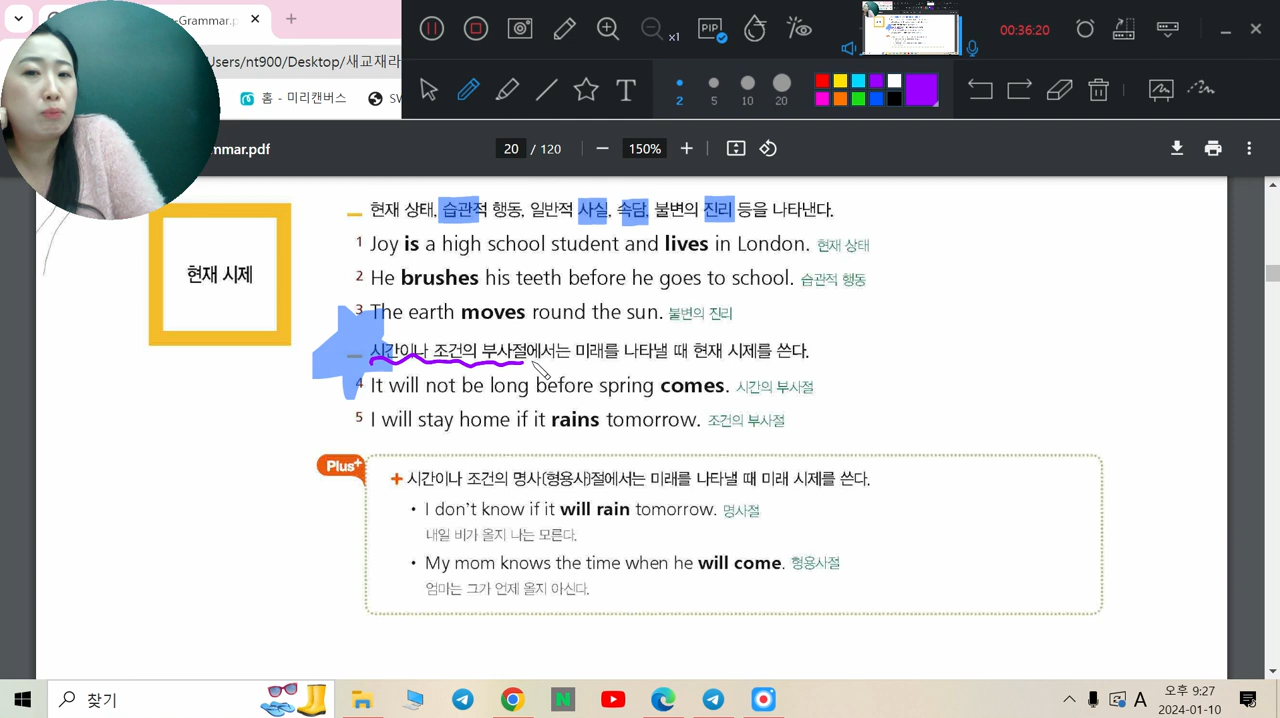 Grammar.p
x1
PiP
00:36:20
2
5
10
20
ers/nt900/Desktop/새교재라
홈 - 미리캔버스
mmar.pdf
20 / 120
150%
현재 시제
현재 상태, 습관적 행동, 일반적 사실, 속담, 불변의 진리 등을 나타낸다.
1 Joy is a high school student and lives in London. 현재 상태
2 He brushes his teeth before he goes to school. 습관적 행동
3 The earth moves round the sun. 불변의 진리
시간이나 조건의 부사절에서는 미래를 나타낼 때 현재 시제를 쓴다.
4 It will not be long before spring comes. 시간의 부사절
5 I will stay home if it rains tomorrow. 조건의 부사절
Plus+
+ 시간이나 조건의 명사(형용사)절에서는 미래를 나타낼 때 미래 시제를 쓴다.
• I don't know if it will rain tomorrow. 명사절
내일 비가 올지 나는 모른다.
• My mom knows the time when he will come. 형용사절
엄마는 그가 언제 올지 아신다.
찾기
N
A
오후 9:27
2024-01-10